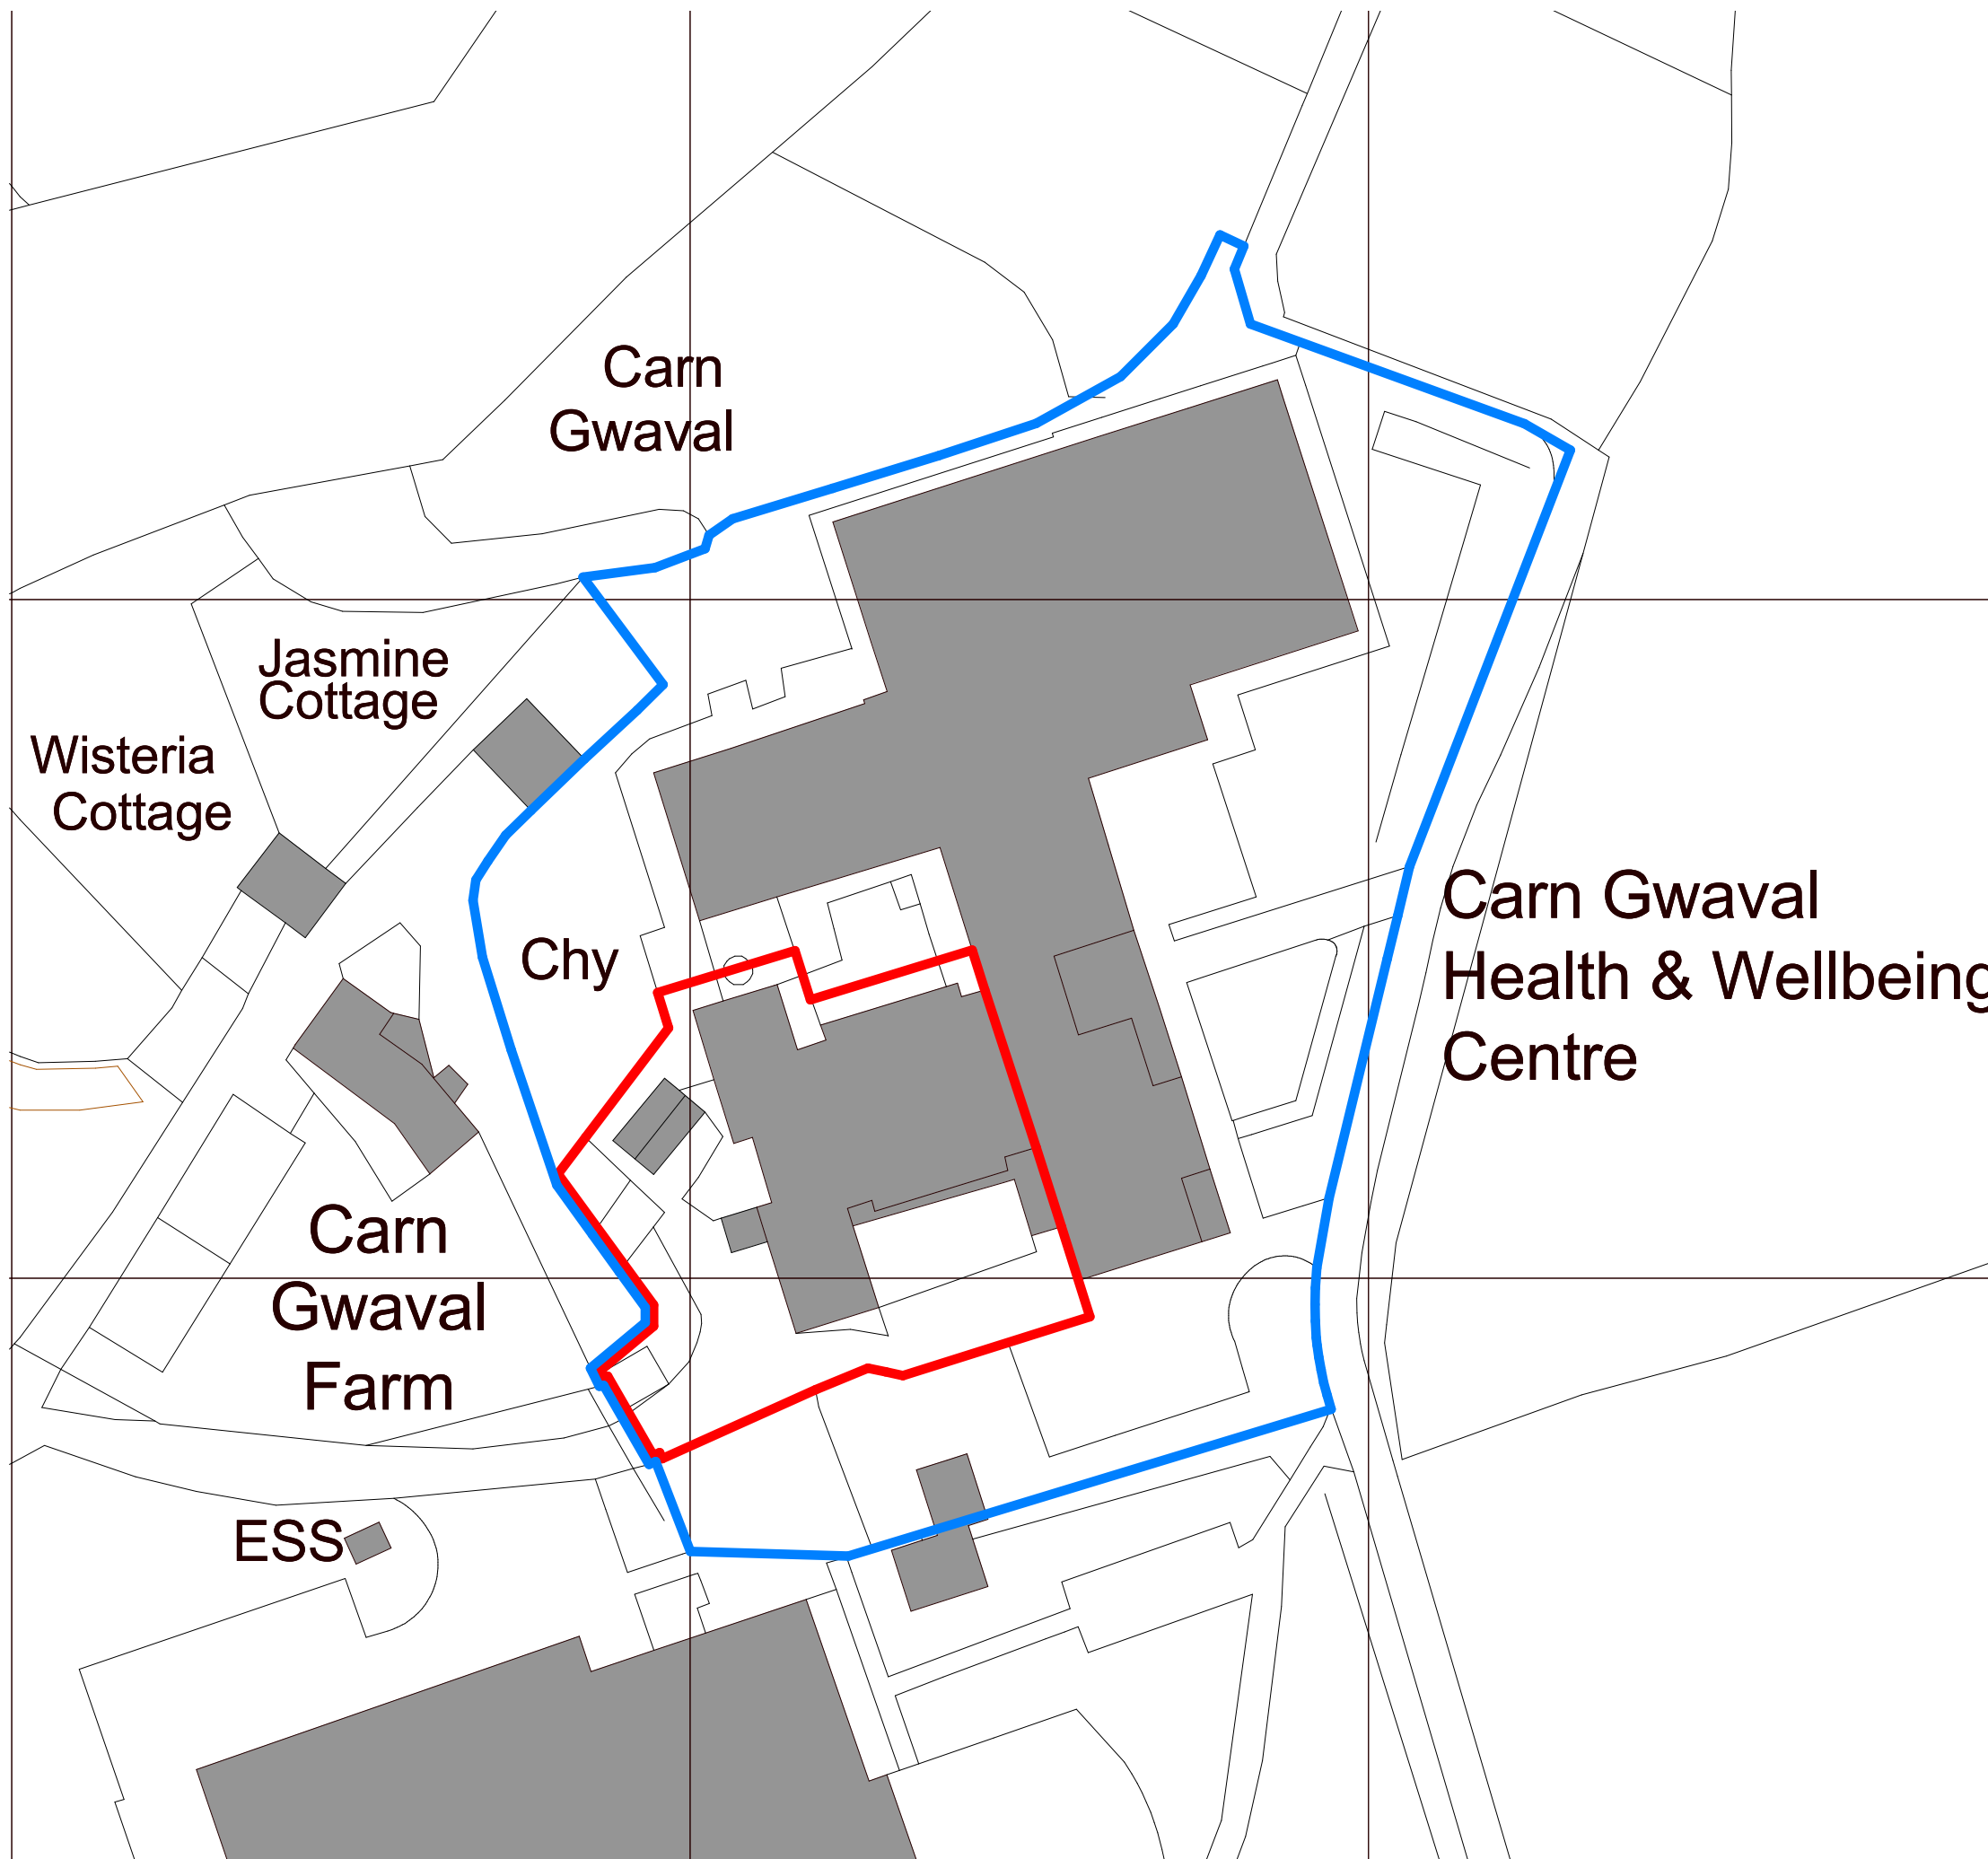 Carn
Gwaval
Jasmine
Cottage
Wisteria
Cottage
Chy
Carn Gwaval
Health & Wellbeing
Centre
Carn
Gwaval
Farm
ESS